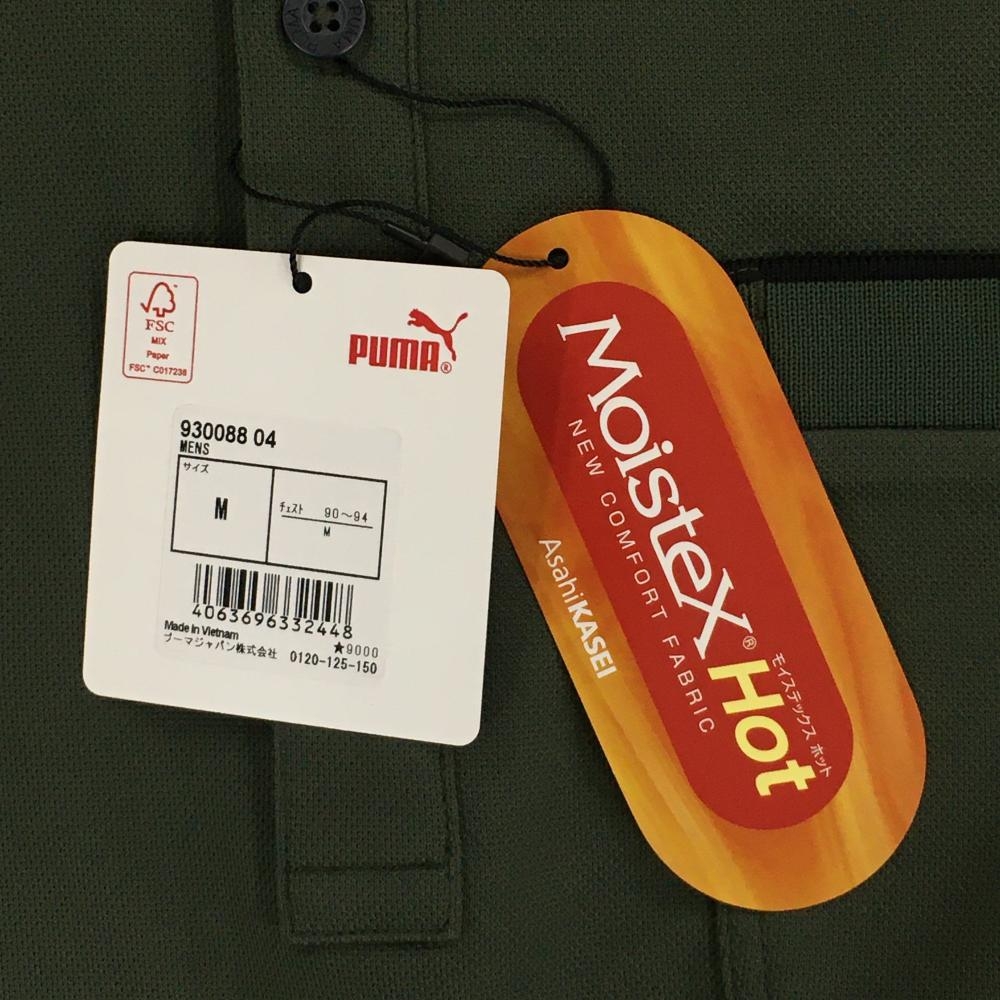 PUMA
FSC
MIX
Paper
FSC™ C017238
PUMA®
930088 04
MENS
サイズ
M
チェスト 90～94
M
4063696332448
Made in Vietnam
★9000
プーマジャパン株式会社 0120-125-150
Moistex® Hot
モイステックス ホット
NEW COMFORT FABRIC
AsahiKASEI